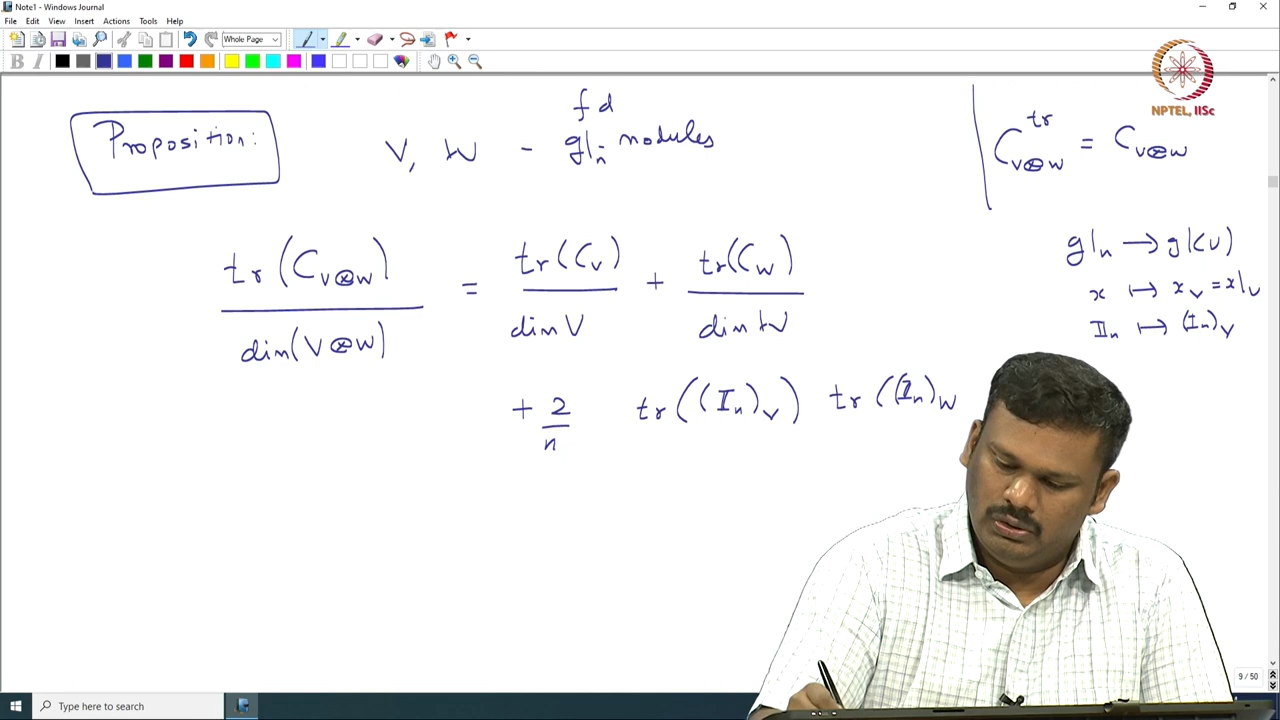 Note1 - Windows Journal
File Edit View Insert Actions Tools Help
Whole Page
B I
NPTEL, IISc
Proposition:
fd
V, W - gl_n modules
C^{tr}_{V⊗W} = C_{V⊗W}
gl_n → gl(V)
x ↦ x_V = x|_V
I_n ↦ (I_n)_V
tr(C_{V⊗W}) / dim(V⊗W) = tr(C_V) / dim V + tr(C_W) / dim W
+ 2/n tr((I_n)_V) tr((I_n)_W
9 / 50
Type here to search